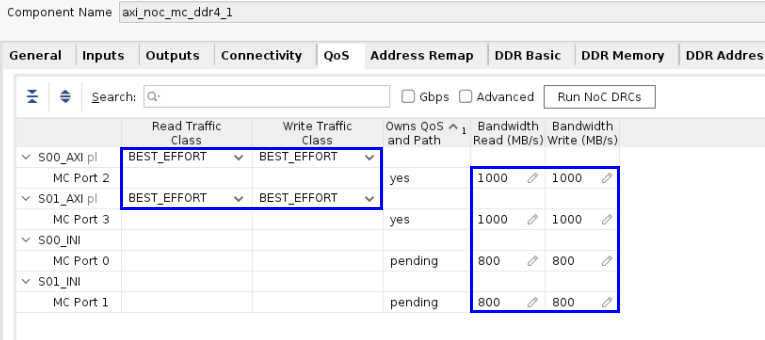 Component Name axi_noc_mc_ddr4_1
General Inputs Outputs Connectivity QoS Address Remap DDR Basic DDR Memory DDR Addres
Search: Q- Gbps Advanced Run NoC DRCs
Read Traffic Class Write Traffic Class Owns QoS and Path 1 Bandwidth Read (MB/s) Bandwidth Write (MB/s)
S00_AXI pl BEST_EFFORT BEST_EFFORT
MC Port 2 yes 1000 1000
S01_AXI pl BEST_EFFORT BEST_EFFORT
MC Port 3 yes 1000 1000
S00_INI
MC Port 0 pending 800 800
S01_INI
MC Port 1 pending 800 800